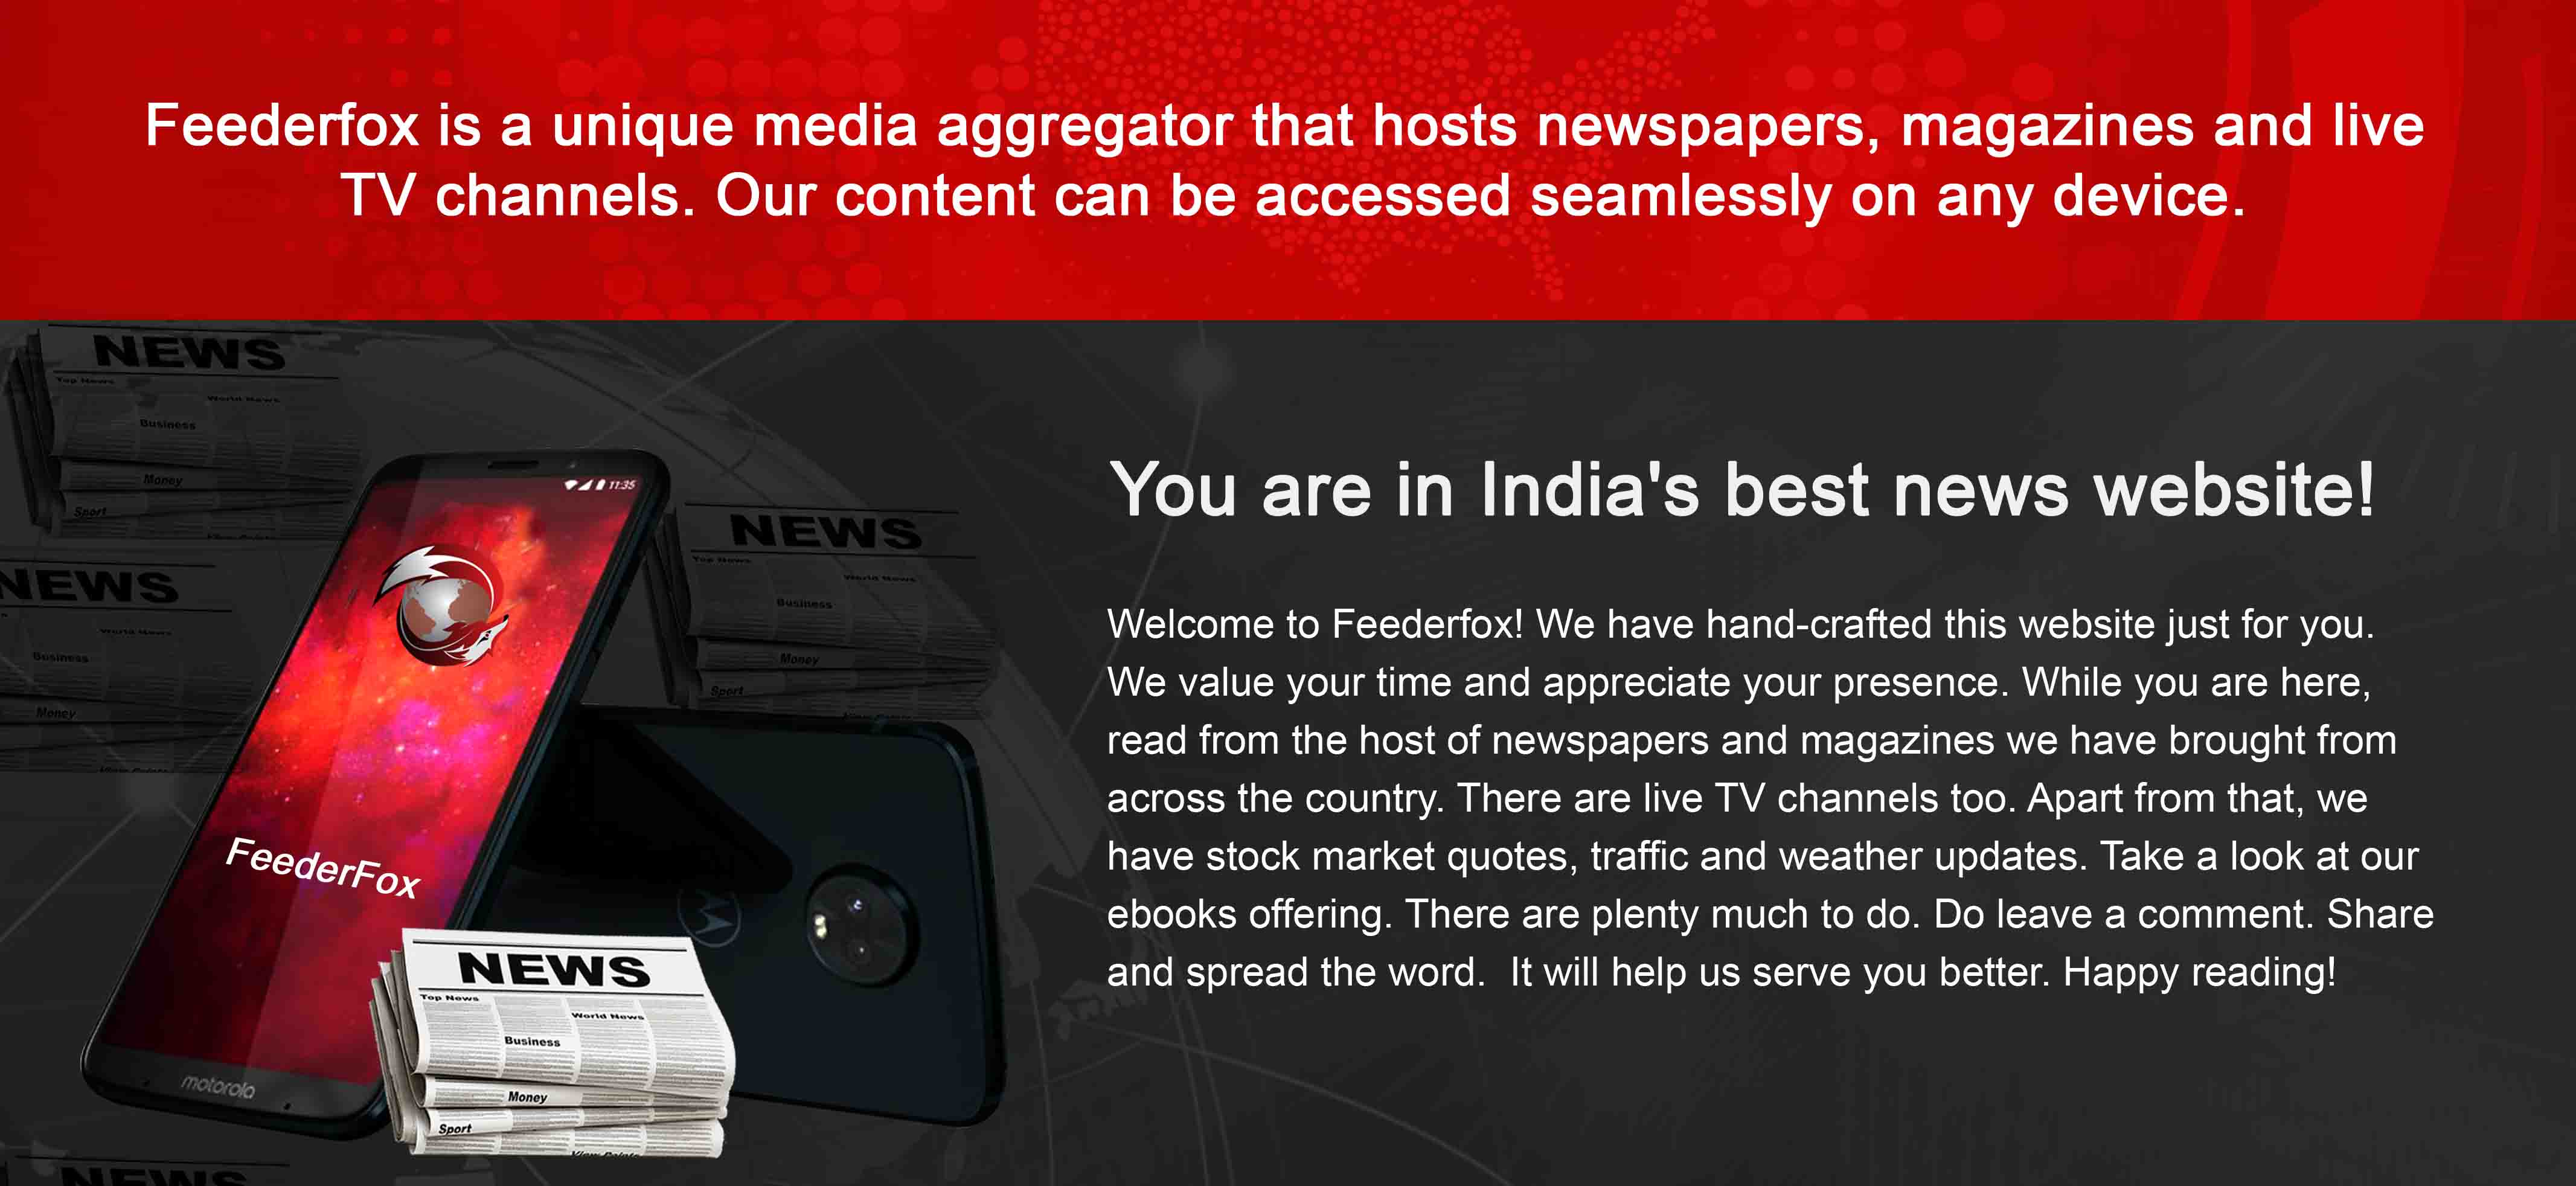 Feederfox is a unique media aggregator that hosts newspapers, magazines and live
TV channels. Our content can be accessed seamlessly on any device.
NEWS
Top News
World News
Business
Money
Sport
NEWS
Top News
World News
Business
Money
Sport
NEWS
World News
Business
Money
11:35
FeederFox
motorola
NEWS
Top News
World News
Business
Money
Sport
View Points
NEWS
You are in India's best news website!
Welcome to Feederfox! We have hand-crafted this website just for you.
We value your time and appreciate your presence. While you are here,
read from the host of newspapers and magazines we have brought from
across the country. There are live TV channels too. Apart from that, we
have stock market quotes, traffic and weather updates. Take a look at our
ebooks offering. There are plenty much to do. Do leave a comment. Share
and spread the word.  It will help us serve you better. Happy reading!